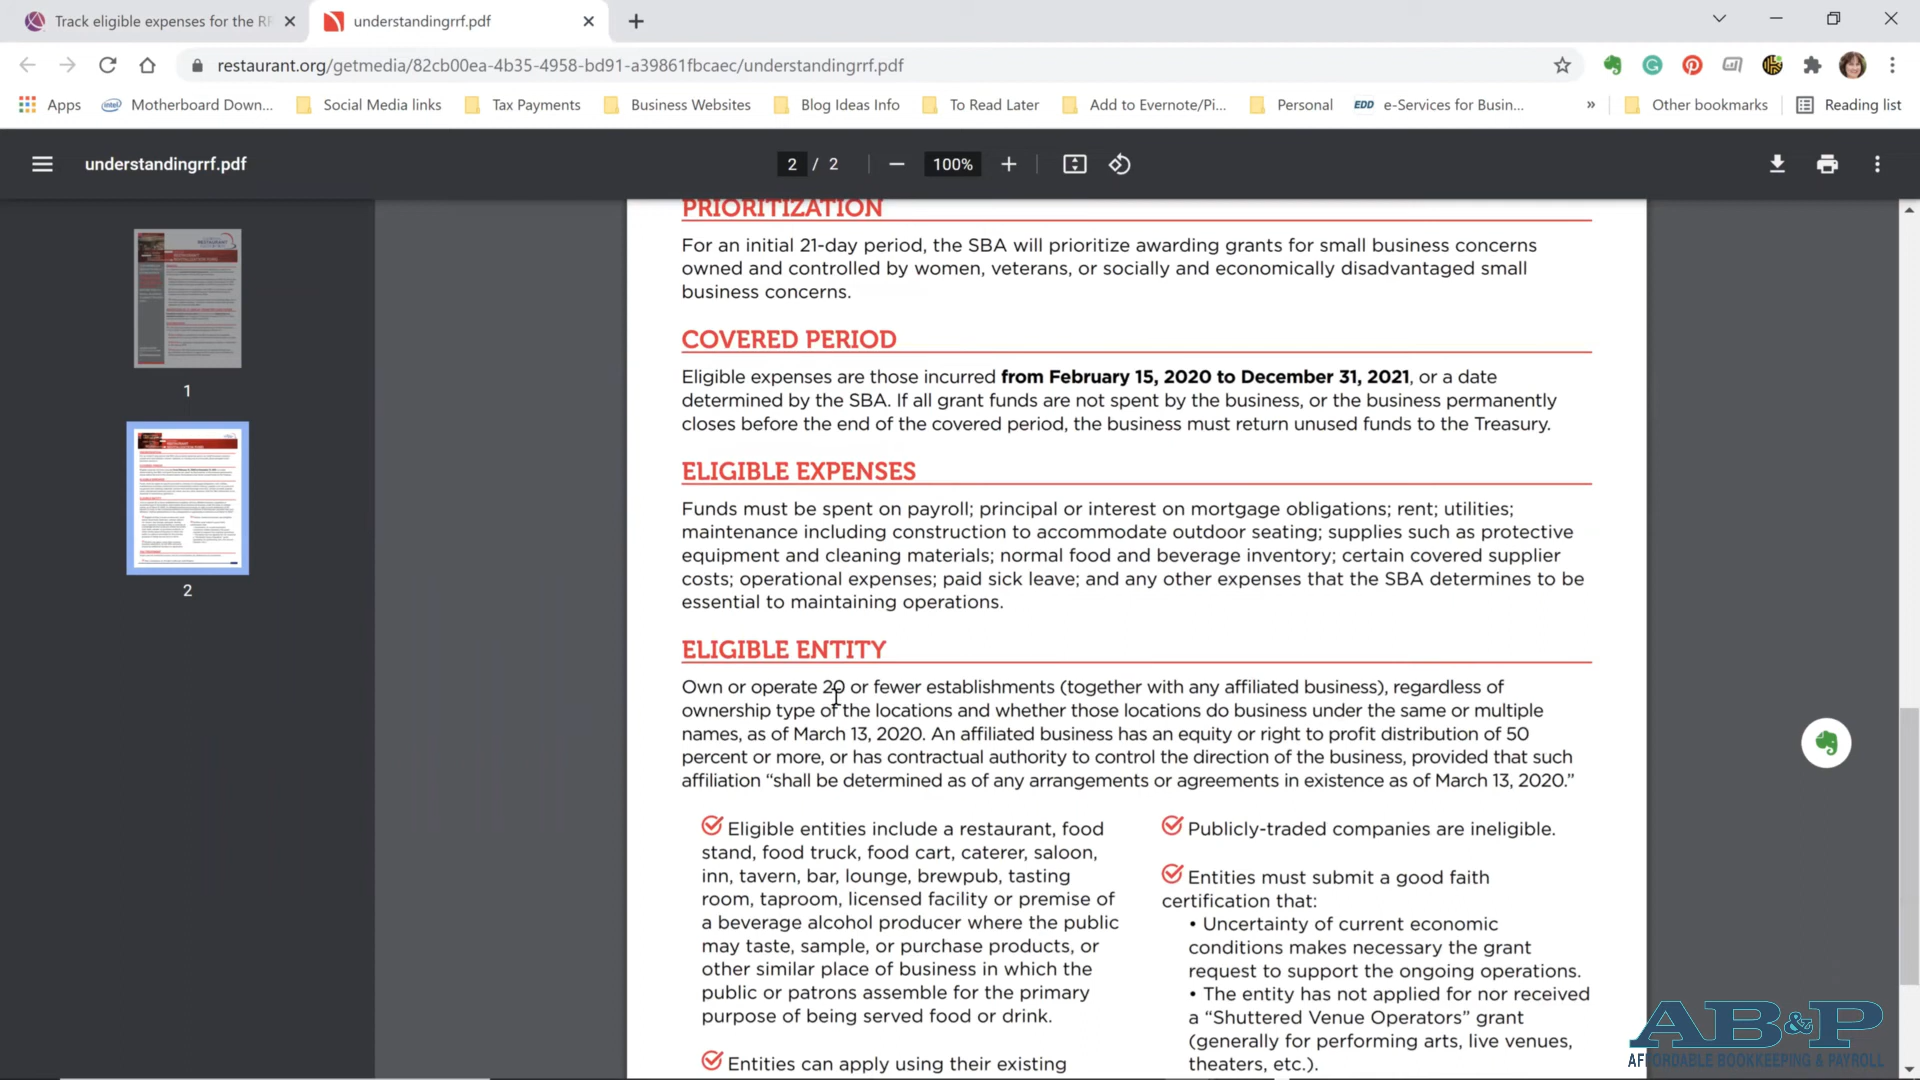 Track eligible expenses for the RF
understandingrrf.pdf
restaurant.org/getmedia/82cb00ea-4b35-4958-bd91-a39861fbcaec/understandingrrf.pdf
Apps
Motherboard Down...
Social Media links
Tax Payments
Business Websites
Blog Ideas Info
To Read Later
Add to Evernote/Pi...
Personal
EDD e-Services for Busin...
»
Other bookmarks
Reading list
understandingrrf.pdf
2 / 2
100%
1
2
PRIORITIZATION
For an initial 21-day period, the SBA will prioritize awarding grants for small business concerns
owned and controlled by women, veterans, or socially and economically disadvantaged small
business concerns.
COVERED PERIOD
Eligible expenses are those incurred from February 15, 2020 to December 31, 2021, or a date
determined by the SBA. If all grant funds are not spent by the business, or the business permanently
closes before the end of the covered period, the business must return unused funds to the Treasury.
ELIGIBLE EXPENSES
Funds must be spent on payroll; principal or interest on mortgage obligations; rent; utilities;
maintenance including construction to accommodate outdoor seating; supplies such as protective
equipment and cleaning materials; normal food and beverage inventory; certain covered supplier
costs; operational expenses; paid sick leave; and any other expenses that the SBA determines to be
essential to maintaining operations.
ELIGIBLE ENTITY
Own or operate 20 or fewer establishments (together with any affiliated business), regardless of
ownership type of the locations and whether those locations do business under the same or multiple
names, as of March 13, 2020. An affiliated business has an equity or right to profit distribution of 50
percent or more, or has contractual authority to control the direction of the business, provided that such
affiliation “shall be determined as of any arrangements or agreements in existence as of March 13, 2020.”
Eligible entities include a restaurant, food
stand, food truck, food cart, caterer, saloon,
inn, tavern, bar, lounge, brewpub, tasting
room, taproom, licensed facility or premise of
a beverage alcohol producer where the public
may taste, sample, or purchase products, or
other similar place of business in which the
public or patrons assemble for the primary
purpose of being served food or drink.
Entities can apply using their existing
Publicly-traded companies are ineligible.
Entities must submit a good faith
certification that:
• Uncertainty of current economic
conditions makes necessary the grant
request to support the ongoing operations.
• The entity has not applied for nor received
a “Shuttered Venue Operators” grant
(generally for performing arts, live venues,
theaters, etc.).
AB&P
AFFORDABLE BOOKKEEPING & PAYROLL